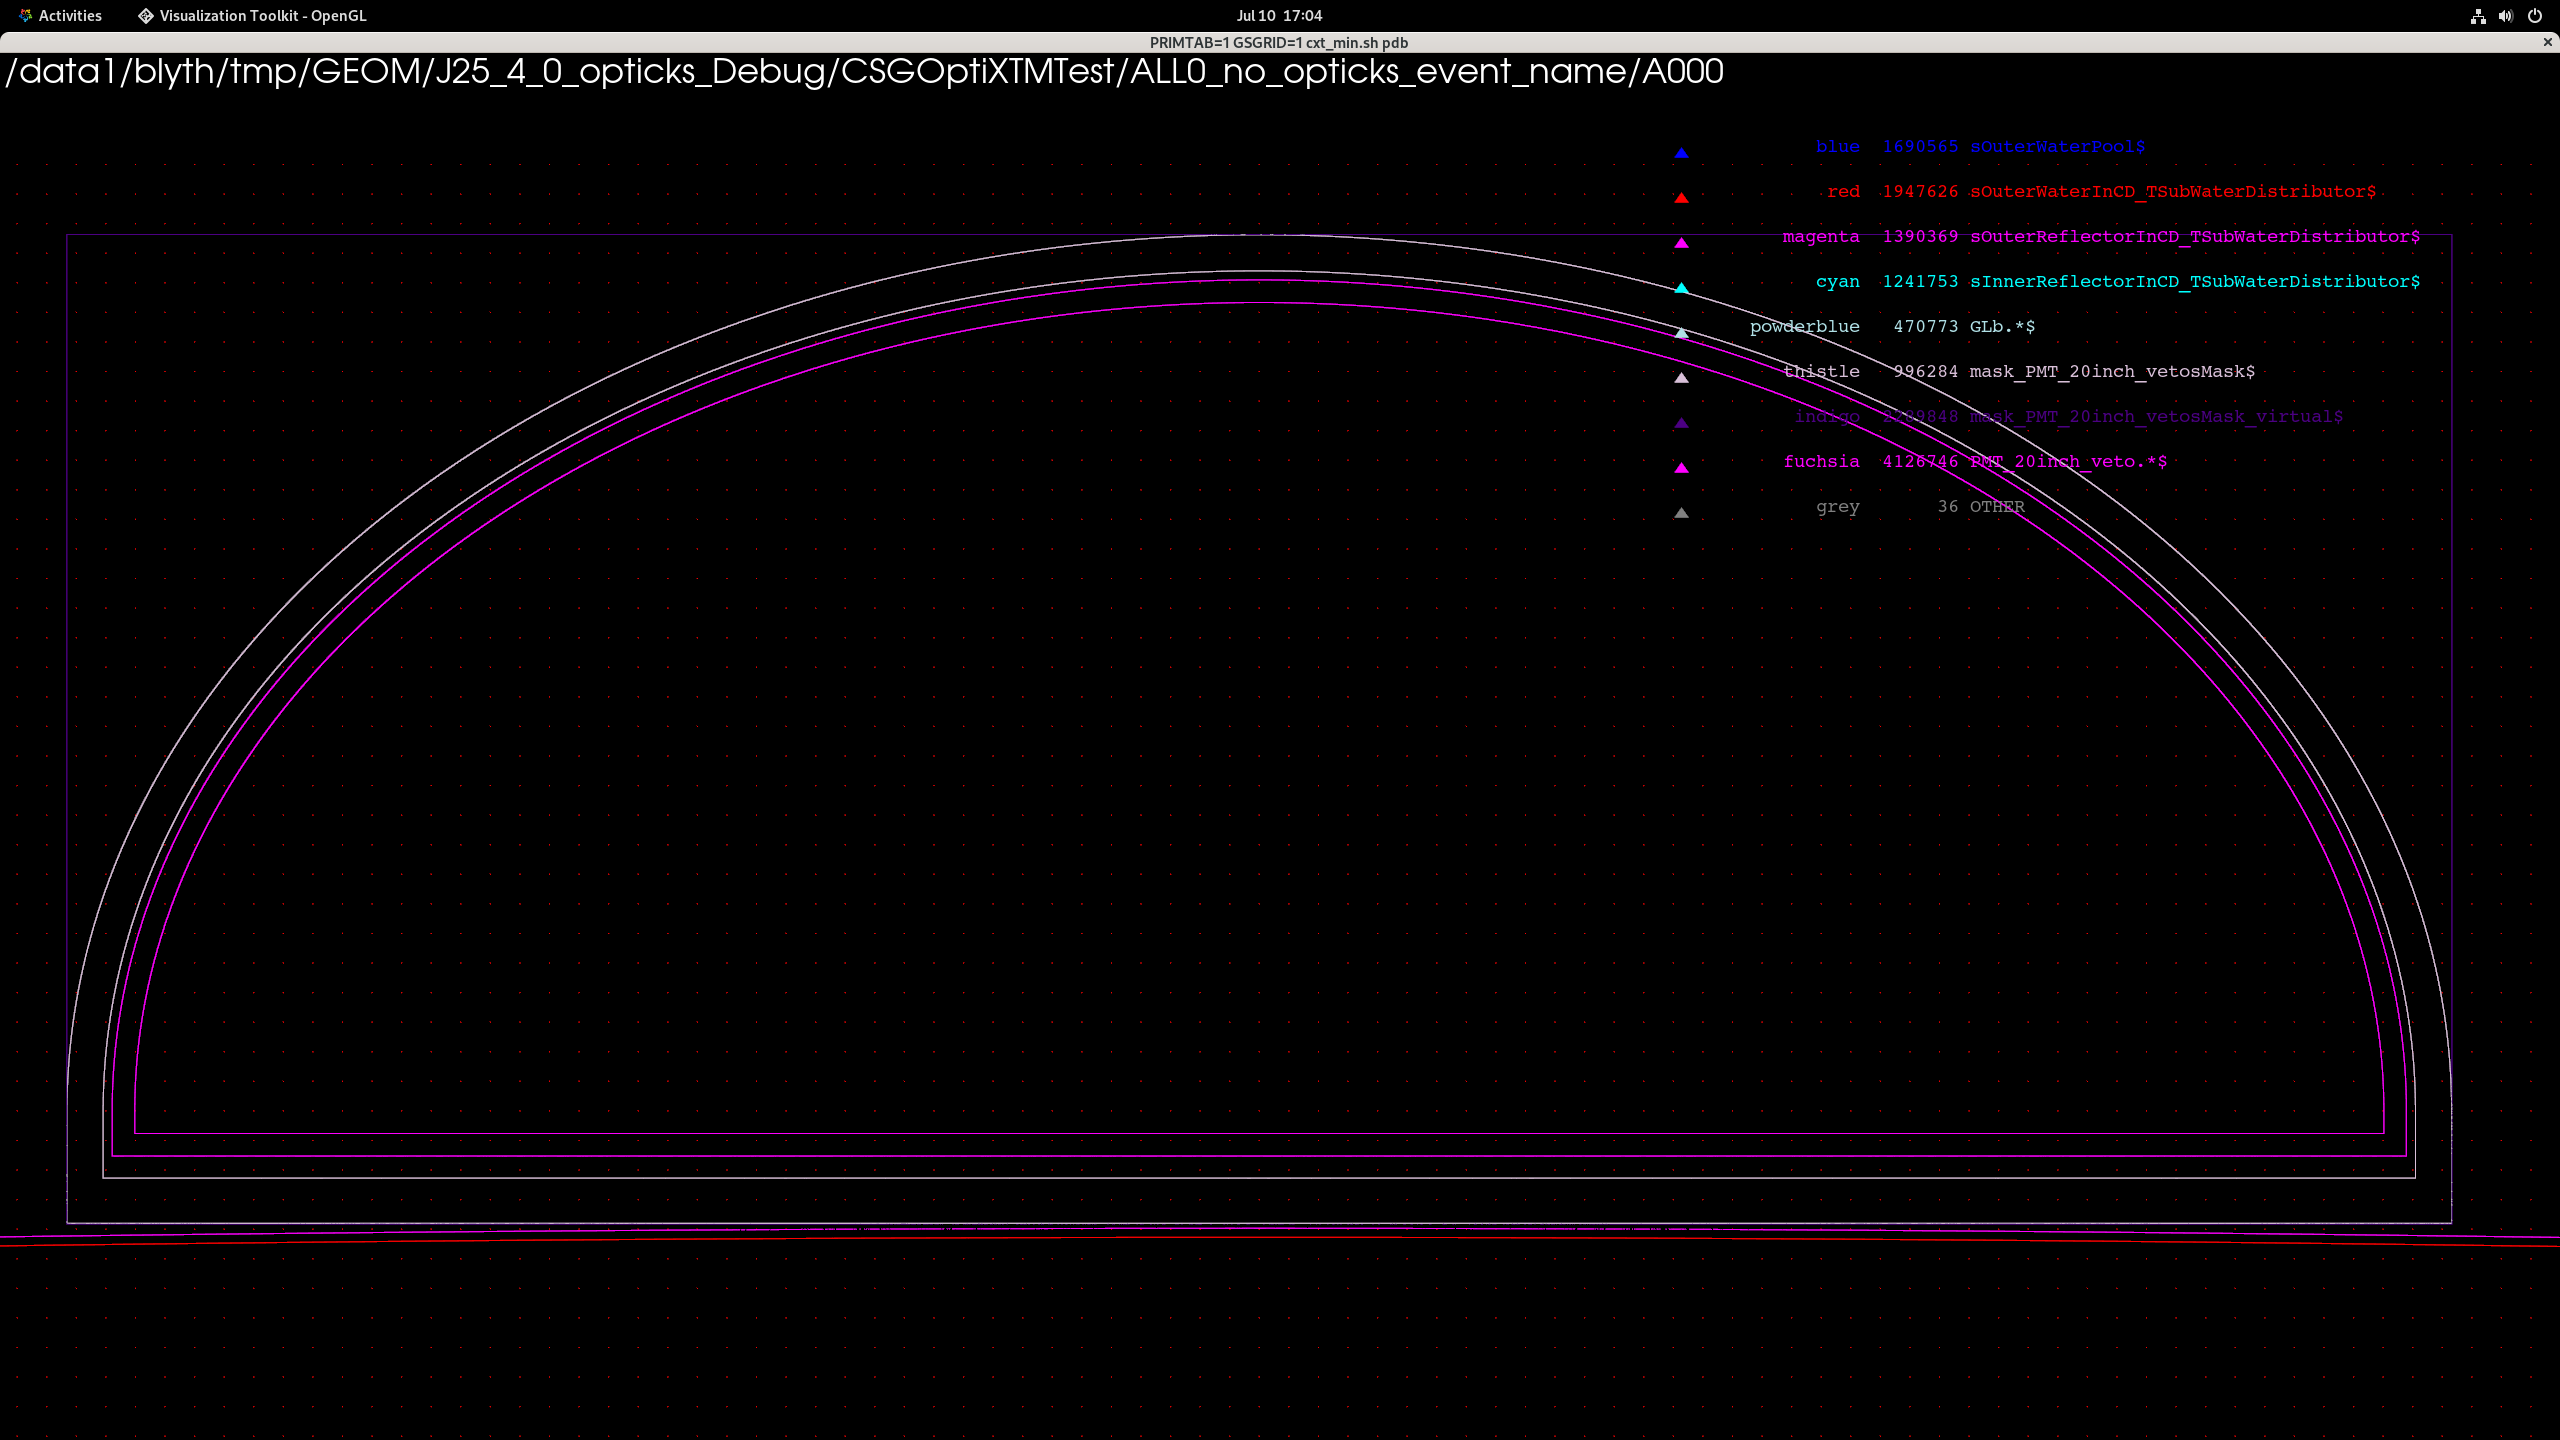 Activities Visualization Toolkit - OpenGL Jul 10 17:04
PRIMTAB=1 GSGRID=1 cxt_min.sh pdb
/data1/blyth/tmp/GEOM/J25_4_0_opticks_Debug/CSGOptiXTMTest/ALL0_no_opticks_event_name/A000
blue 1690565 sOuterWaterPool$
red 1947626 sOuterWaterInCD_TSubWaterDistributor$
magenta 1390369 sOuterReflectorInCD_TSubWaterDistributor$
cyan 1241753 sInnerReflectorInCD_TSubWaterDistributor$
powderblue 470773 GLb.*$
thistle 996284 mask_PMT_20inch_vetosMask$
indigo mask_PMT_20inch_vetosMask_virtual$
fuchsia 4126746 PMT_20inch_veto.*$
grey 36 OTHER